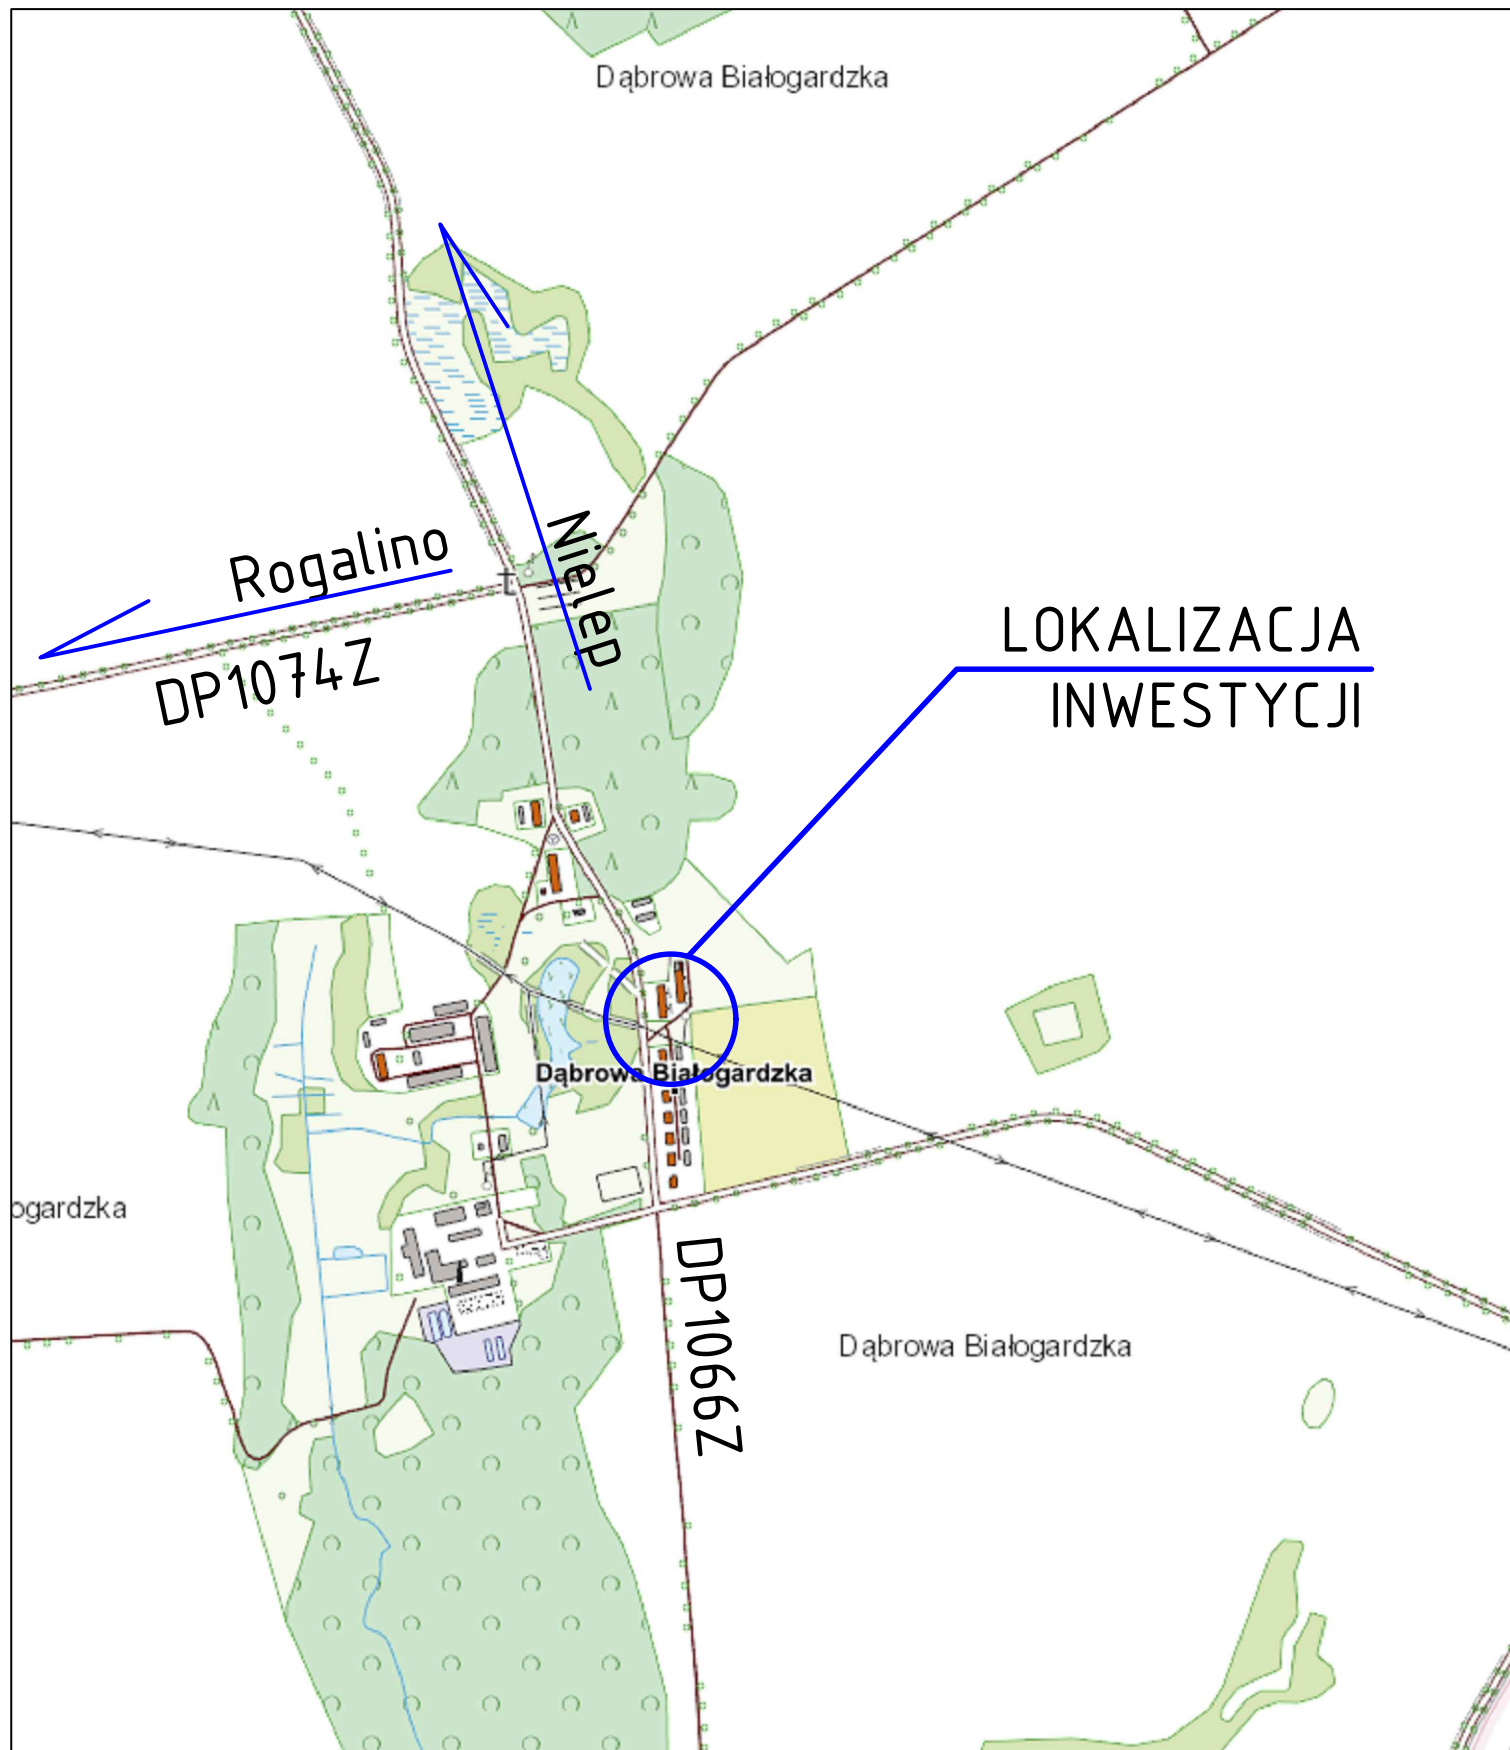 Dąbrowa Białogardzka
Rogalino
Nielep
DP1074Z
LOKALIZACJA
INWESTYCJI
Dąbrowa Białogardzka
ogardzka
DP1066Z
Dąbrowa Białogardzka